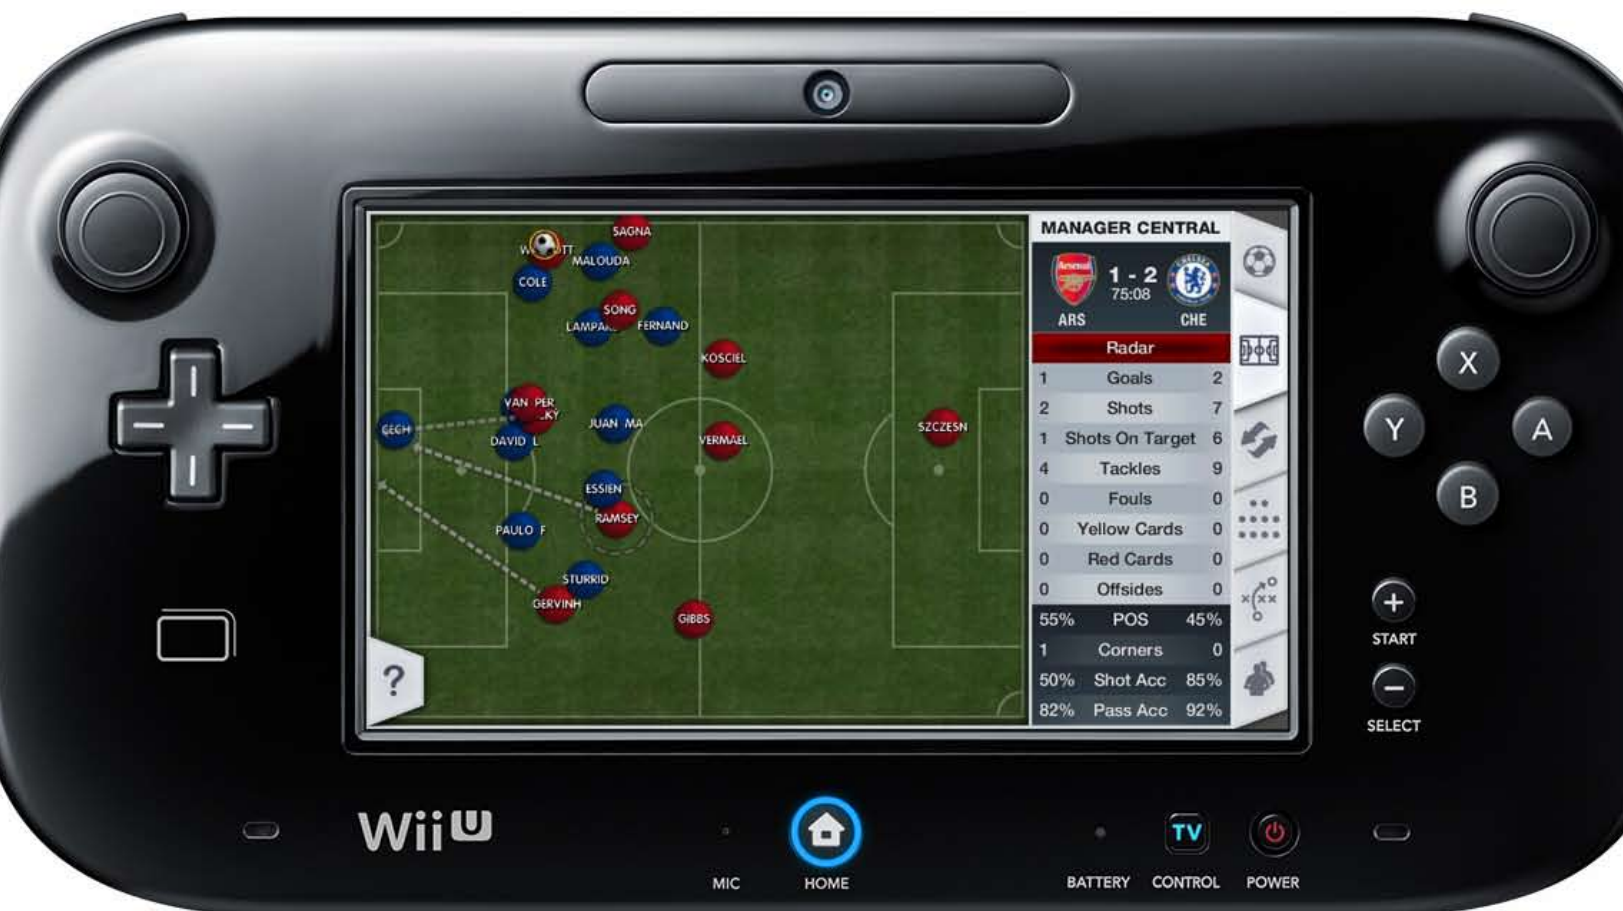 SAGNA
MALOUDA
COLE
SONG
FERNAND
KOSCIEL
VAN PER
KY
DAVID L
CECH
JUAN MA
VERMAEL
SZCZESN
ESSIEN
RAMSEY
PAULO F
STURRID
GERVINH
GIBBS
?
MANAGER CENTRAL
Arsenal
1 - 2
75:08
ARS CHE
Radar
1 Goals 2
2 Shots 7
1 Shots On Target 6
4 Tackles 9
0 Fouls 0
0 Yellow Cards 0
0 Red Cards 0
0 Offsides 0
55% POS 45%
1 Corners 0
50% Shot Acc 85%
82% Pass Acc 92%
X
Y
A
B
+
START
−
SELECT
Wii U
MIC
HOME
BATTERY
TV
CONTROL
POWER